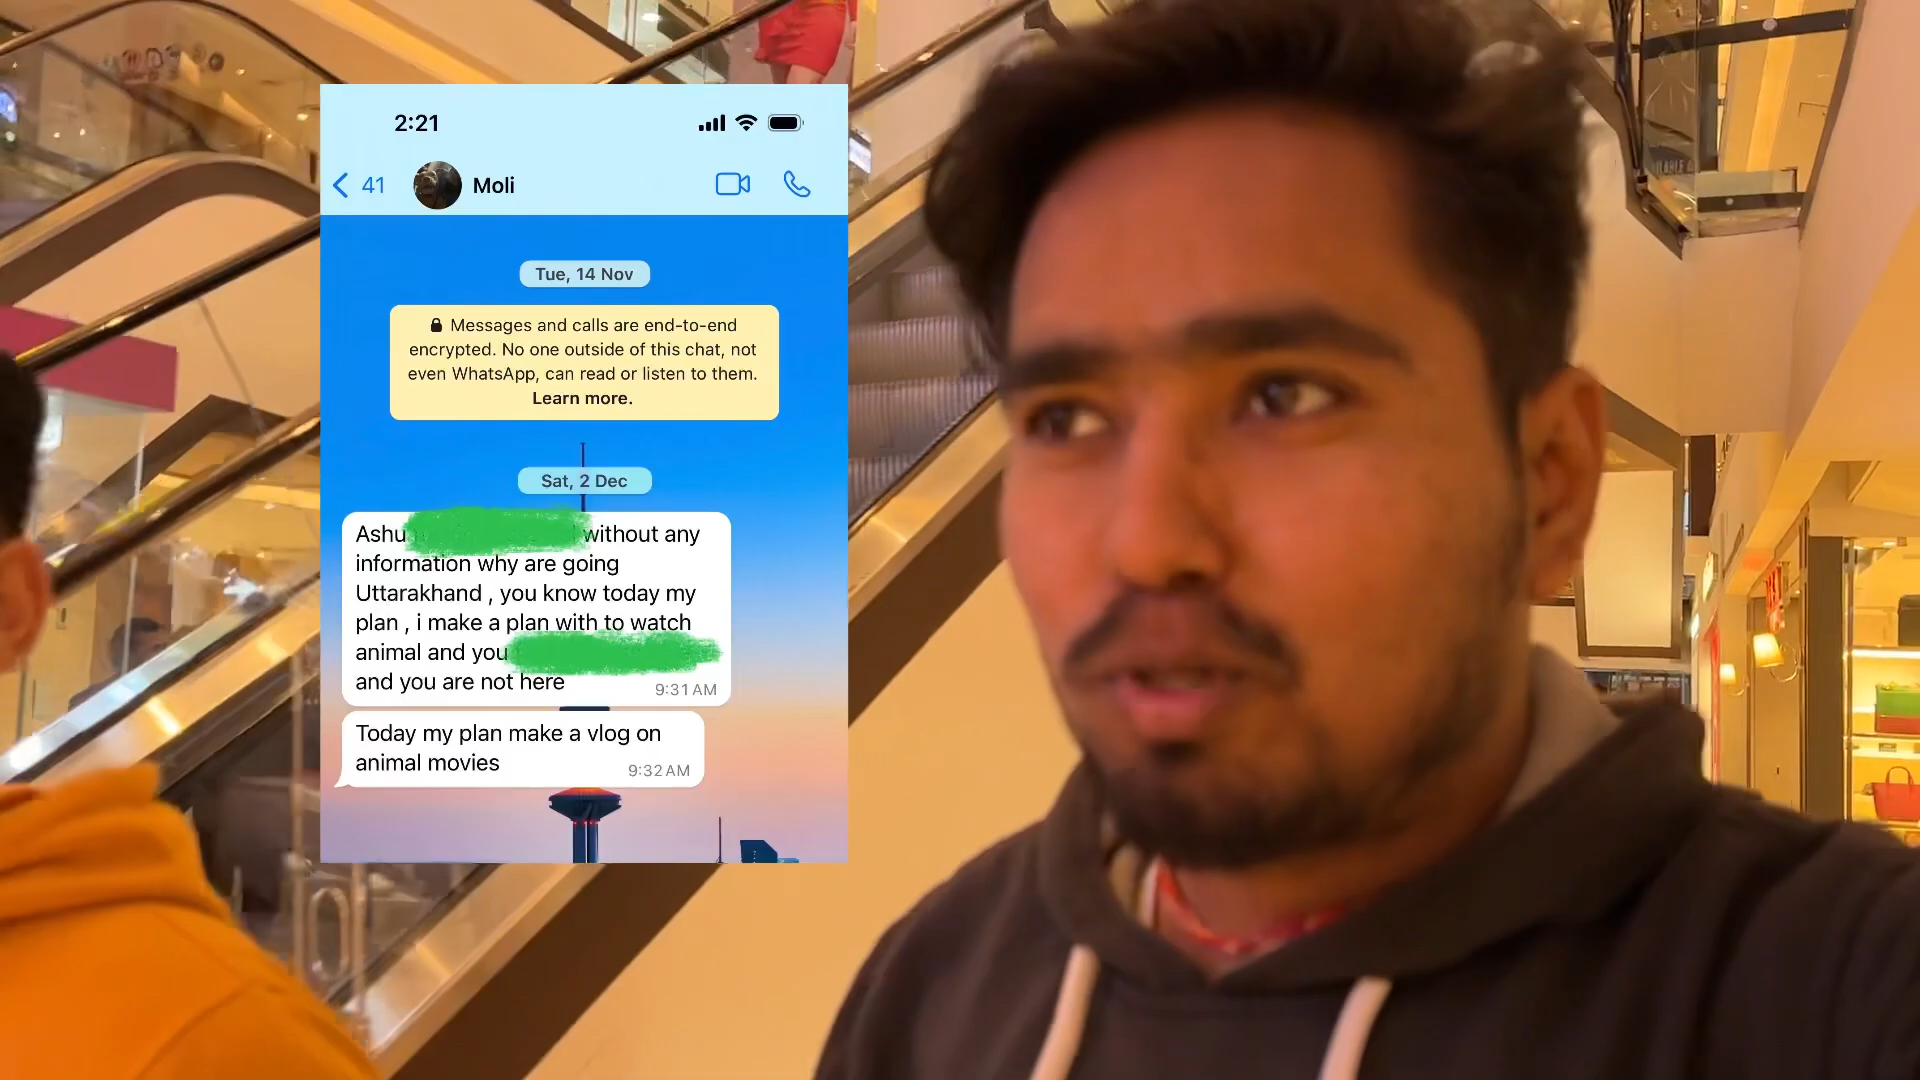 2:21
41
Moli
Tue, 14 Nov
Messages and calls are end-to-end
encrypted. No one outside of this chat, not
even WhatsApp, can read or listen to them.
Learn more.
Sat, 2 Dec
Ashu without any
information why are going
Uttarakhand , you know today my
plan , i make a plan with to watch
animal and you
and you are not here
9:31 AM
Today my plan make a vlog on
animal movies
9:32 AM